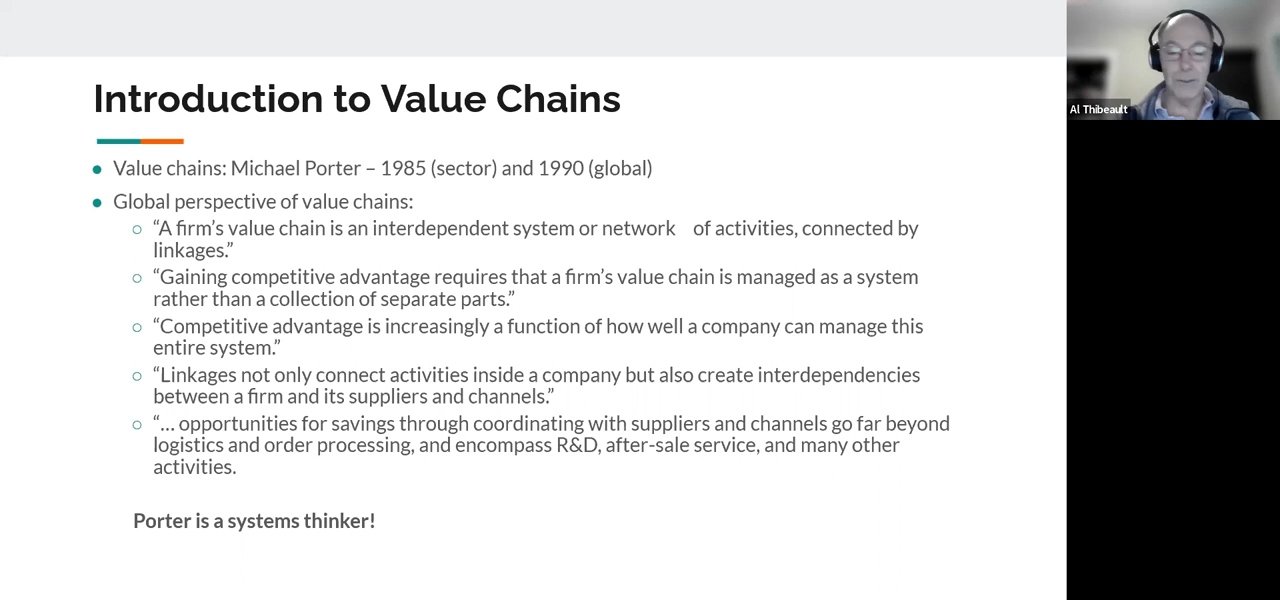 Introduction to Value Chains
Al Thibeault
● Value chains: Michael Porter – 1985 (sector) and 1990 (global)
● Global perspective of value chains:
○ “A firm’s value chain is an interdependent system or network of activities, connected by
linkages.”
○ “Gaining competitive advantage requires that a firm’s value chain is managed as a system
rather than a collection of separate parts.”
○ “Competitive advantage is increasingly a function of how well a company can manage this
entire system.”
○ “Linkages not only connect activities inside a company but also create interdependencies
between a firm and its suppliers and channels.”
○ “... opportunities for savings through coordinating with suppliers and channels go far beyond
logistics and order processing, and encompass R&D, after-sale service, and many other
activities.
Porter is a systems thinker!